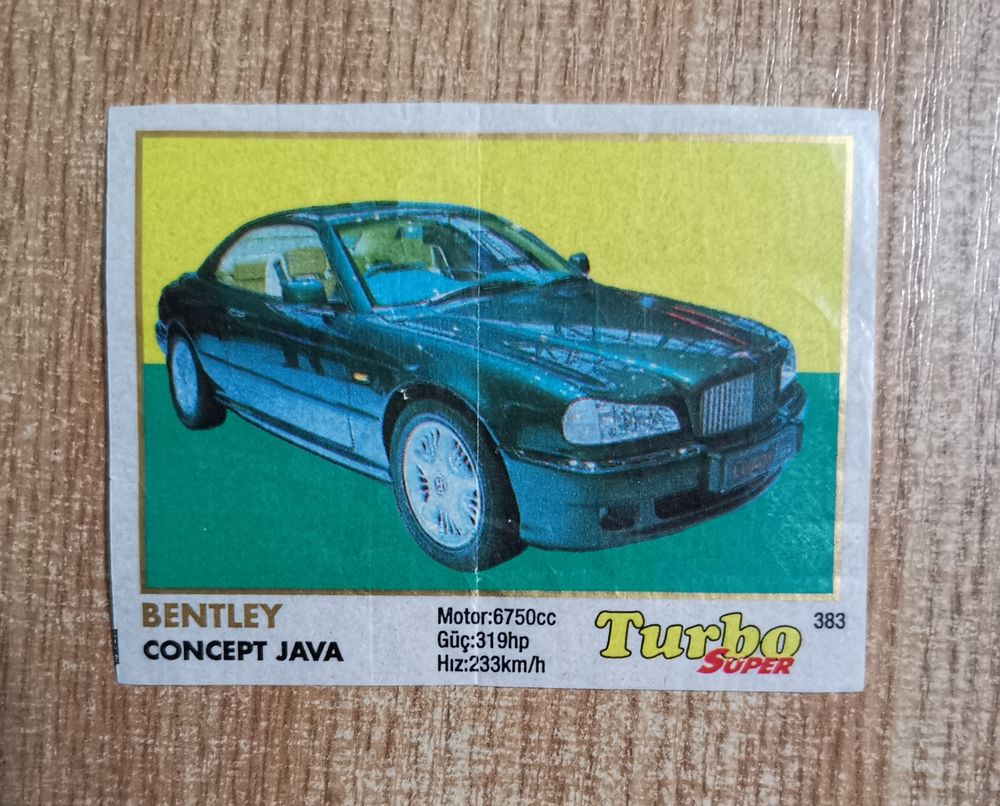 BENTLEY
CONCEPT JAVA
Motor:6750cc
Güç:319hp
Hız:233km/h
Turbo
SUPER
383